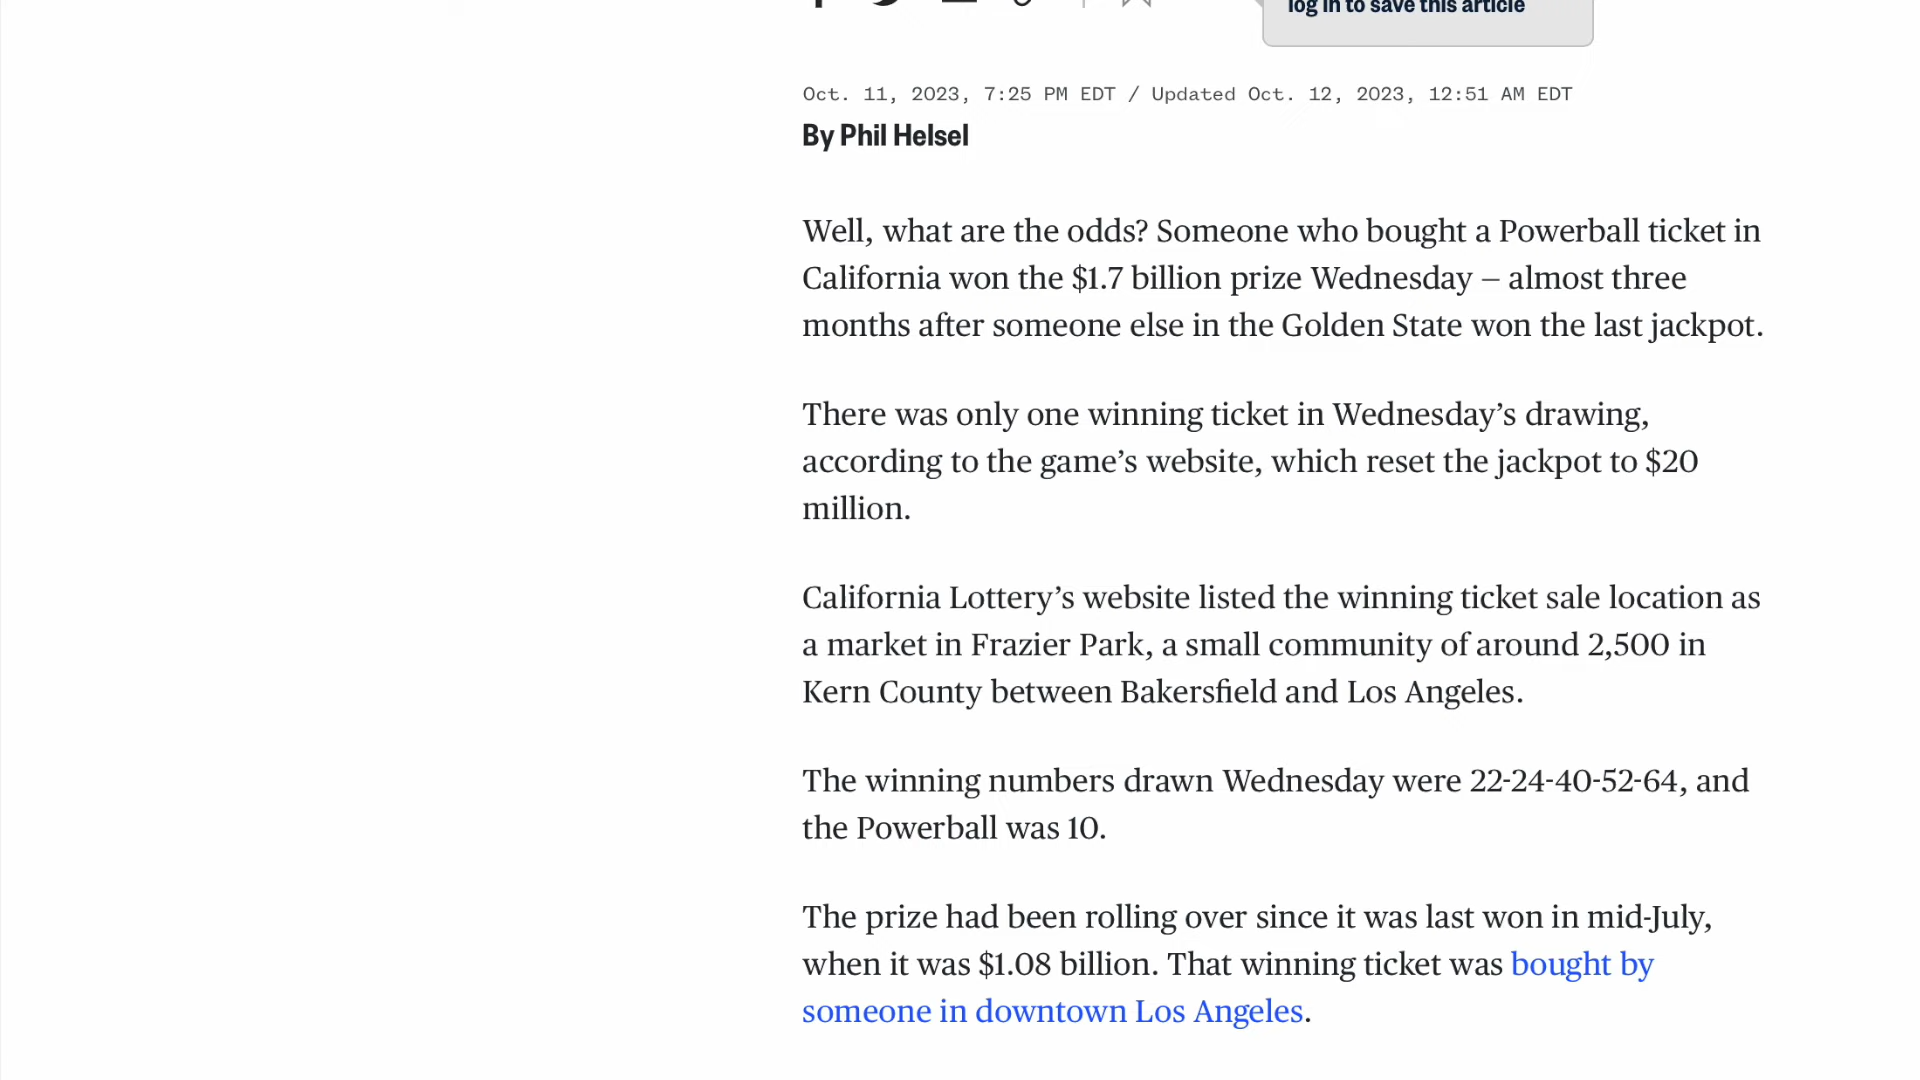 log in to save this article
Oct. 11, 2023, 7:25 PM EDT / Updated Oct. 12, 2023, 12:51 AM EDT
By Phil Helsel
Well, what are the odds? Someone who bought a Powerball ticket in
California won the $1.7 billion prize Wednesday — almost three
months after someone else in the Golden State won the last jackpot.
There was only one winning ticket in Wednesday’s drawing,
according to the game’s website, which reset the jackpot to $20
million.
California Lottery’s website listed the winning ticket sale location as
a market in Frazier Park, a small community of around 2,500 in
Kern County between Bakersfield and Los Angeles.
The winning numbers drawn Wednesday were 22-24-40-52-64, and
the Powerball was 10.
The prize had been rolling over since it was last won in mid-July,
when it was $1.08 billion. That winning ticket was bought by
someone in downtown Los Angeles.